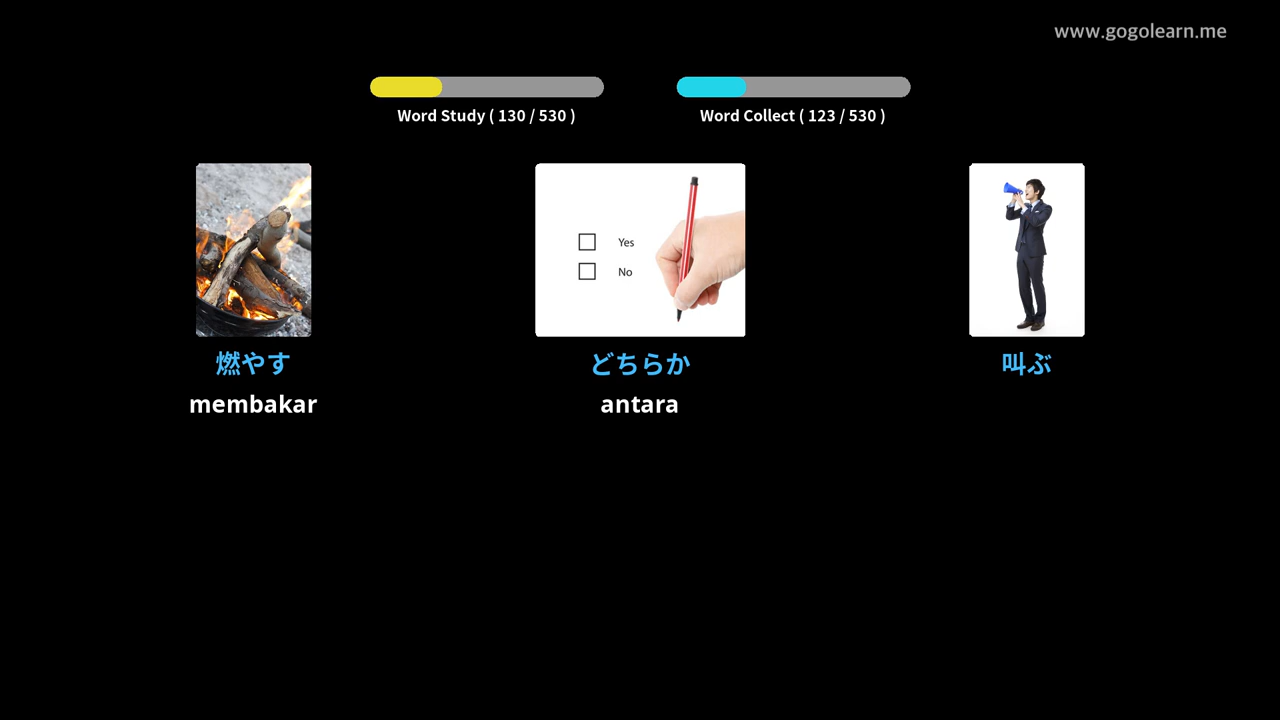 www.gogolearn.me
Word Study ( 130 / 530 )
Word Collect ( 123 / 530 )
Yes
No
燃やす
どちらか
叫ぶ
membakar
antara